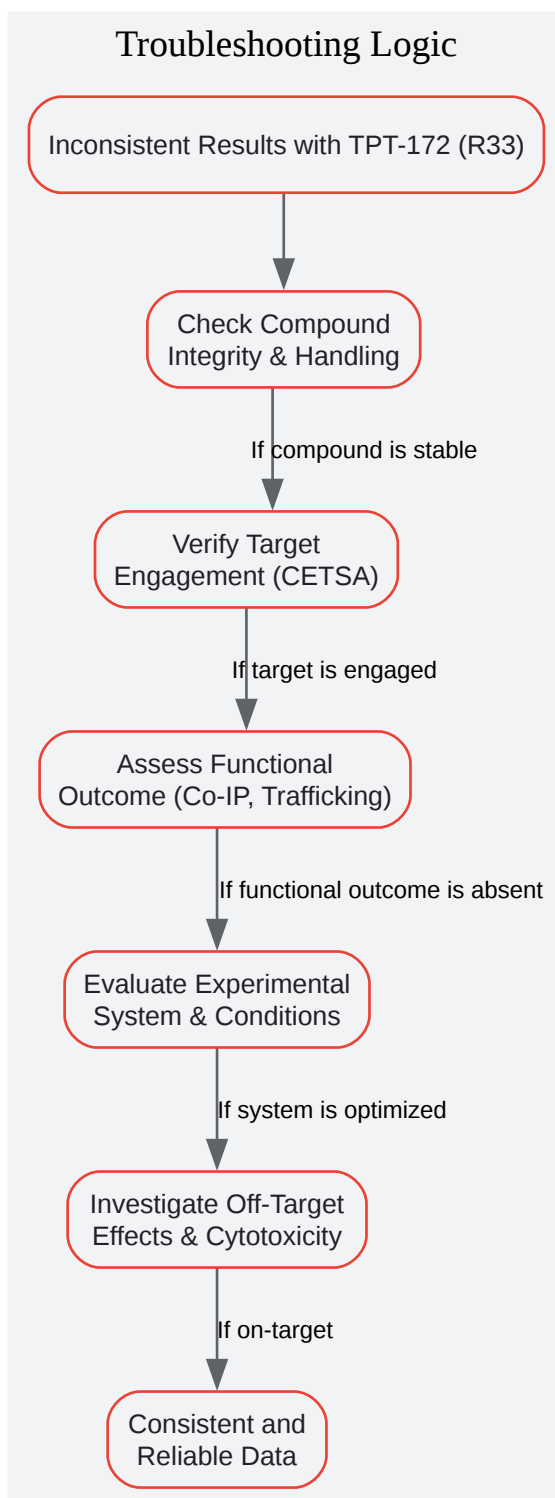 Troubleshooting Logic
Inconsistent Results with TPT-172 (R33)
Check Compound
Integrity & Handling
If compound is stable
Verify Target
Engagement (CETSA)
If target is engaged
Assess Functional
Outcome (Co-IP, Trafficking)
If functional outcome is absent
Evaluate Experimental
System & Conditions
If system is optimized
Investigate Off-Target
Effects & Cytotoxicity
If on-target
Consistent and
Reliable Data